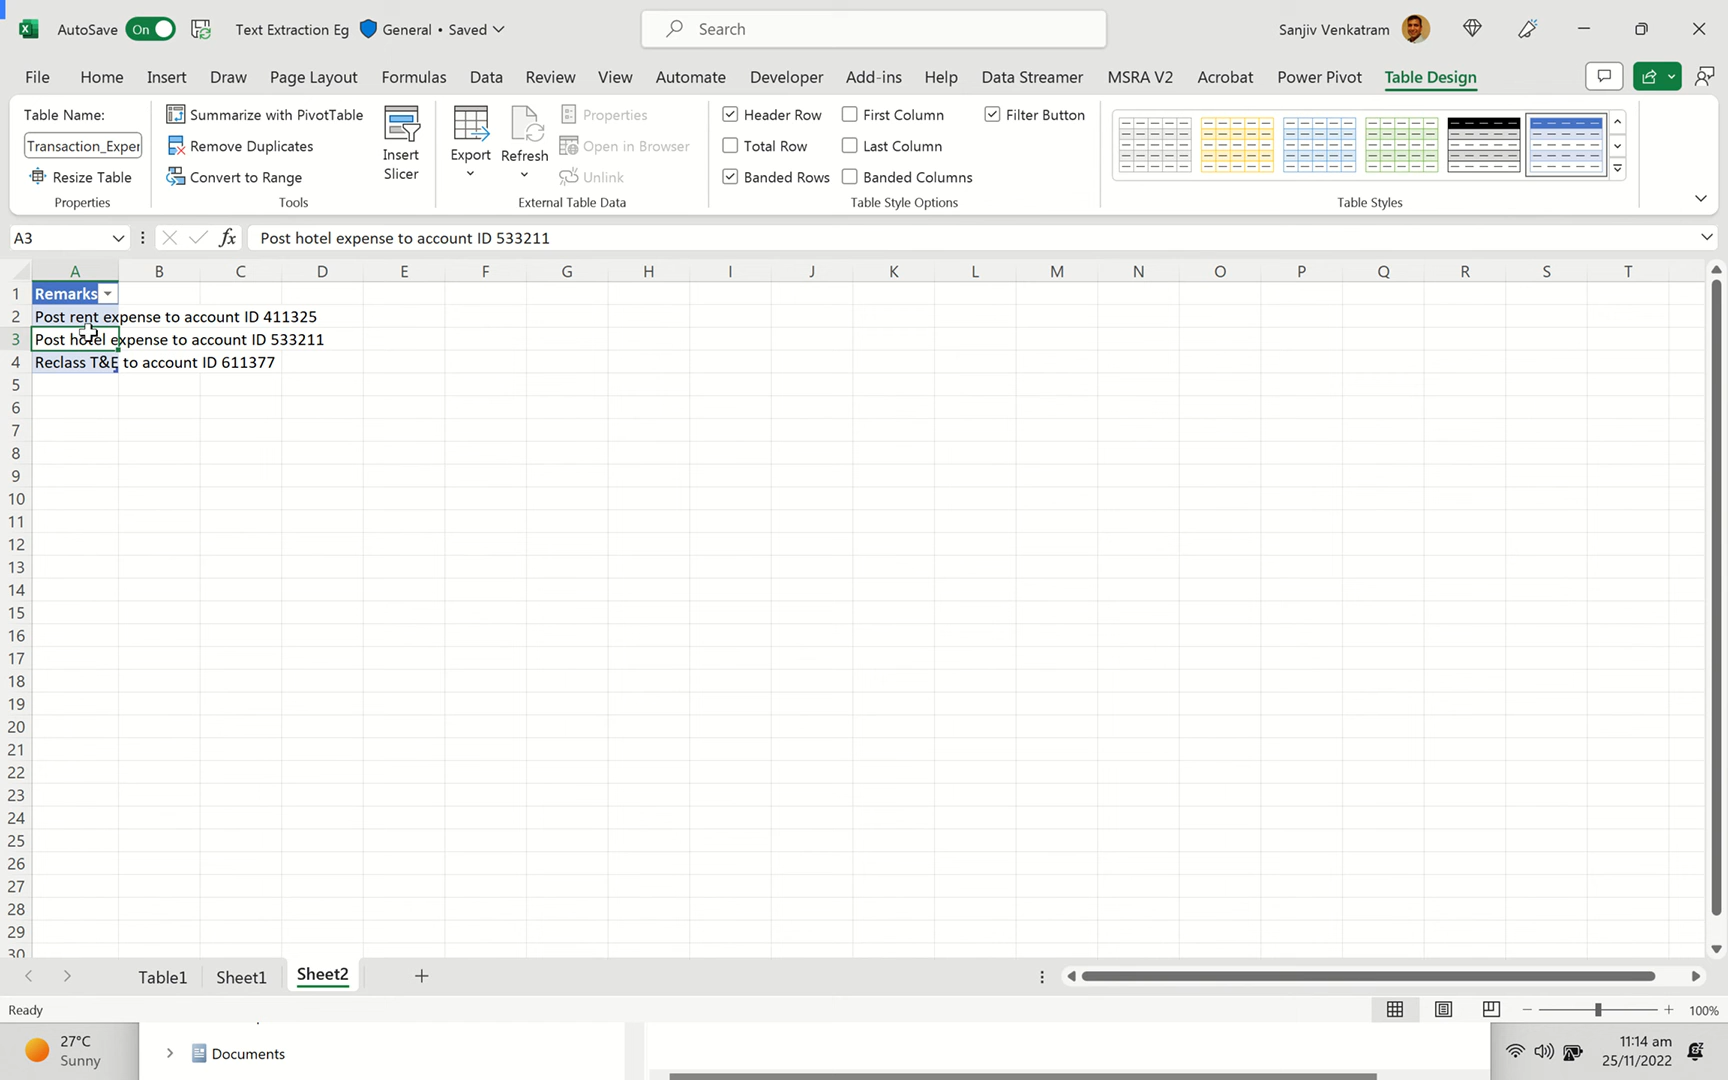 AutoSave On Text Extraction Eg General • Saved Search Sanjiv Venkatram
File Home Insert Draw Page Layout Formulas Data Review View Automate Developer Add-ins Help Data Streamer MSRA V2 Acrobat Power Pivot Table Design
Table Name:
Transaction_Exper
Resize Table
Properties
Summarize with PivotTable
Remove Duplicates
Convert to Range
Tools
Insert
Slicer
Export
Refresh
Properties
Open in Browser
Unlink
External Table Data
Header Row First Column Filter Button
Total Row Last Column
Banded Rows Banded Columns
Table Style Options
Table Styles
A3 fx Post hotel expense to account ID 533211
A B C D E F G H I J K L M N O P Q R S T
1 Remarks
2 Post rent expense to account ID 411325
3 Post hotel expense to account ID 533211
4 Reclass T&E to account ID 611377
5
6
7
8
9
10
11
12
13
14
15
16
17
18
19
20
21
22
23
24
25
26
27
28
29
30
Table1 Sheet1 Sheet2
Ready 100%
27°C
Sunny
Documents
11:14 am
25/11/2022